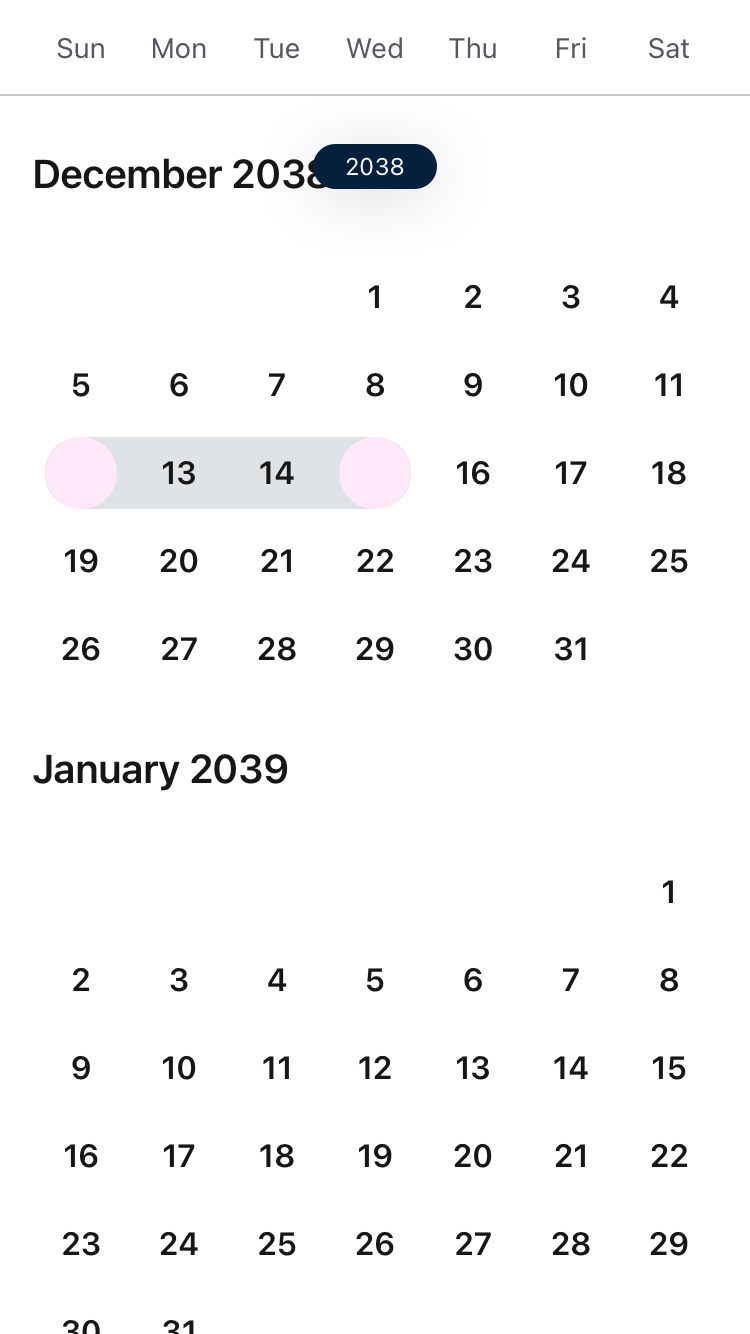 Sun Mon Tue Wed Thu Fri Sat
December 2038
2038
1 2 3 4
5 6 7 8 9 10 11
13 14 16 17 18
19 20 21 22 23 24 25
26 27 28 29 30 31
January 2039
1
2 3 4 5 6 7 8
9 10 11 12 13 14 15
16 17 18 19 20 21 22
23 24 25 26 27 28 29
30 31